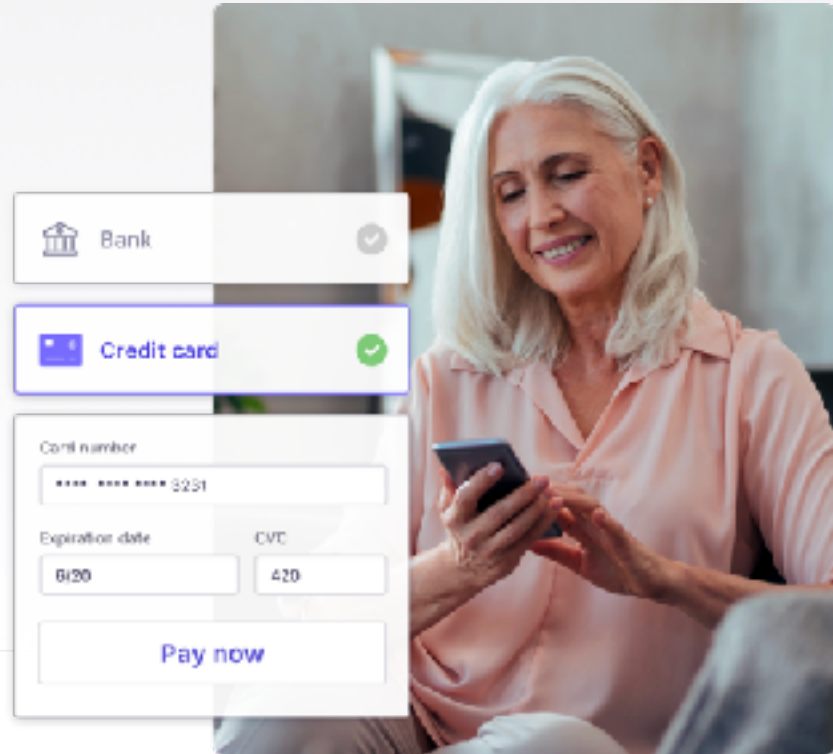 Bank
Credit card
Card number
•••• •••• •••• 3231
Expiration date
CVC
6/20
420
Pay now